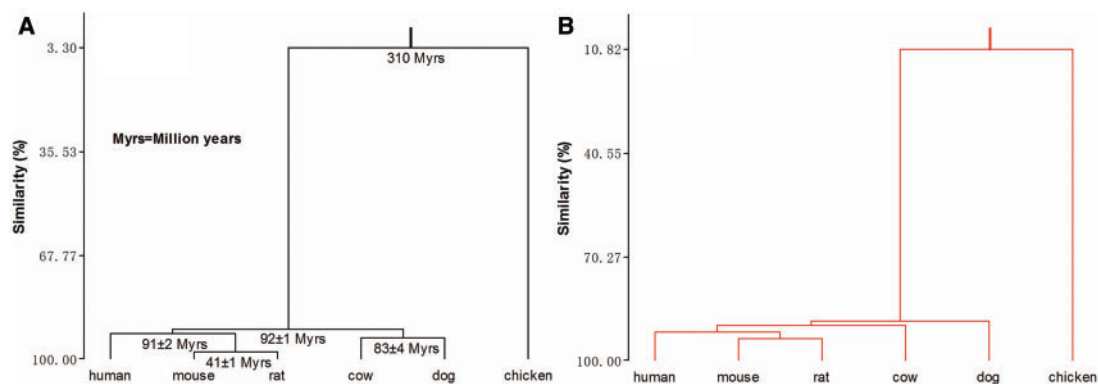 A
Similarity (%)
3.30
35.53
67.77
100.00
Myrs=Million years
310 Myrs
91±2 Myrs
92±1 Myrs
83±4 Myrs
41±1 Myrs
human mouse rat cow dog chicken
B
Similarity (%)
10.82
40.55
70.27
100.00
human mouse rat cow dog chicken